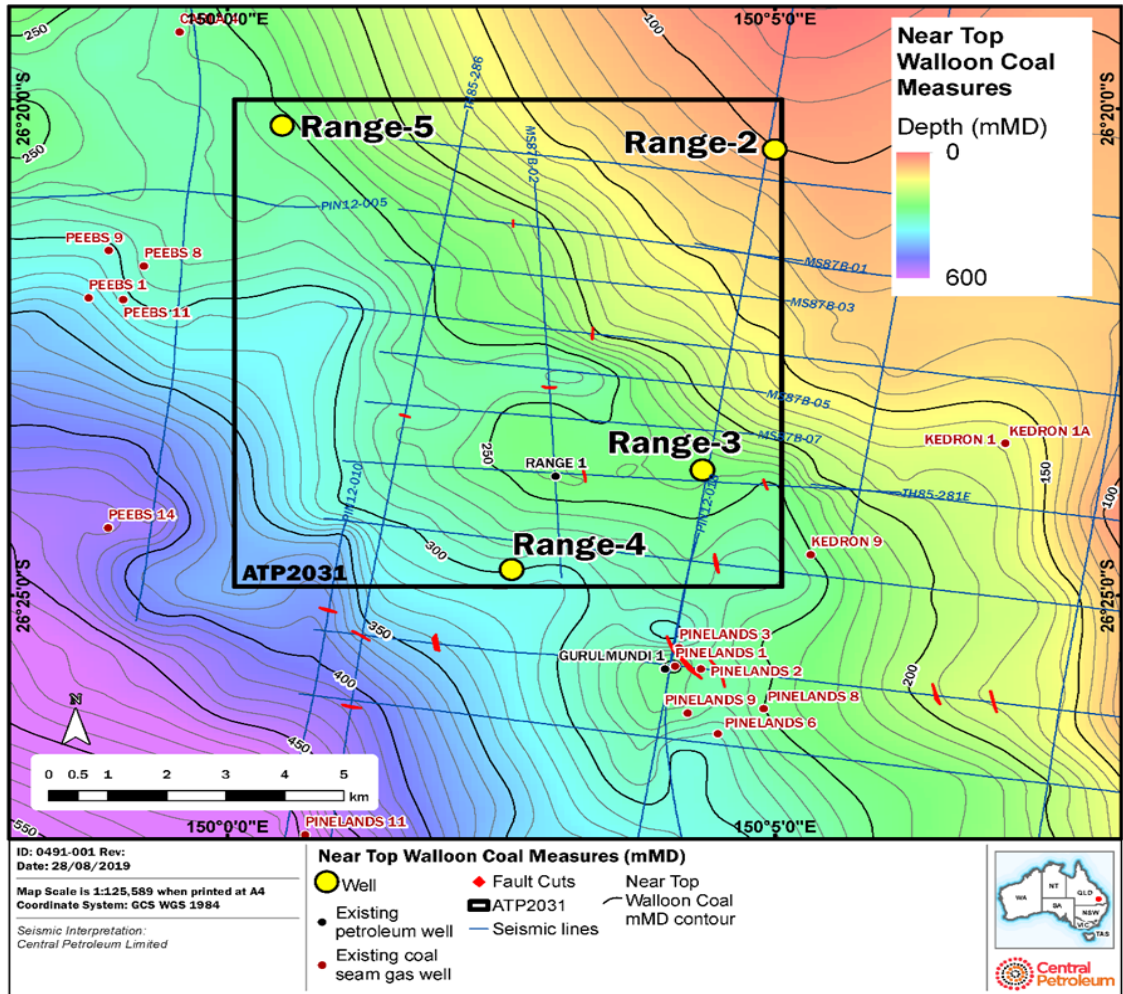 CAMBA 4
150°0'0"E
150°5'0"E
250
100
Near Top
Walloon Coal
Measures
Depth (mMD)
0
600
TH85-286
26°20'0"S
26°20'0"S
Range-5
Range-2
MS87B-02
250
PIN12-005
PEEBS 9
PEEBS 8
PEEBS 1
PEEBS 11
MS87B-01
MS87B-03
MS87B-05
MS87B-07
KEDRON 1
KEDRON 1A
Range-3
250
RANGE 1
150
100
PIN12-010
TH85-281E
PEEBS 14
KEDRON 9
300
Range-4
ATP2031
26°25'0"S
26°25'0"S
350
PINELANDS 3
GURULMUNDI 1
PINELANDS 1
PINELANDS 2
400
200
PINELANDS 9
PINELANDS 8
PINELANDS 6
N
450
0 0.5 1 2 3 4 5
km
550
PINELANDS 11
150°0'0"E
150°5'0"E
ID: 0491-001 Rev:
Date: 28/08/2019
Map Scale is 1:125,589 when printed at A4
Coordinate System: GCS WGS 1984
Seismic Interpretation:
Central Petroleum Limited
Near Top Walloon Coal Measures (mMD)
Well
Existing
petroleum well
Existing coal
seam gas well
Fault Cuts
ATP2031
Seismic lines
Near Top
Walloon Coal
mMD contour
WA
NT
QLD
SA
NSW
VIC
TAS
Central
Petroleum